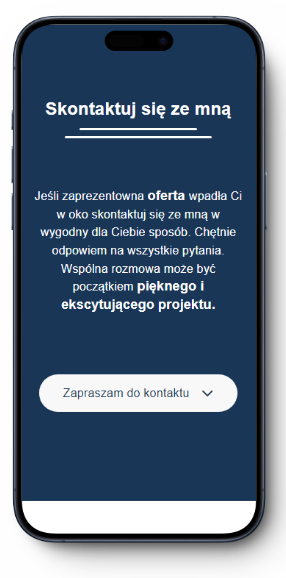 Skontaktuj się ze mną
Jeśli zaprezentowna oferta wpadła Ci
w oko skontaktuj się ze mną w
wygodny dla Ciebie sposób. Chętnie
odpowiem na wszystkie pytania.
Wspólna rozmowa może być
początkiem pięknego i
ekscytującego projektu.
Zapraszam do kontaktu